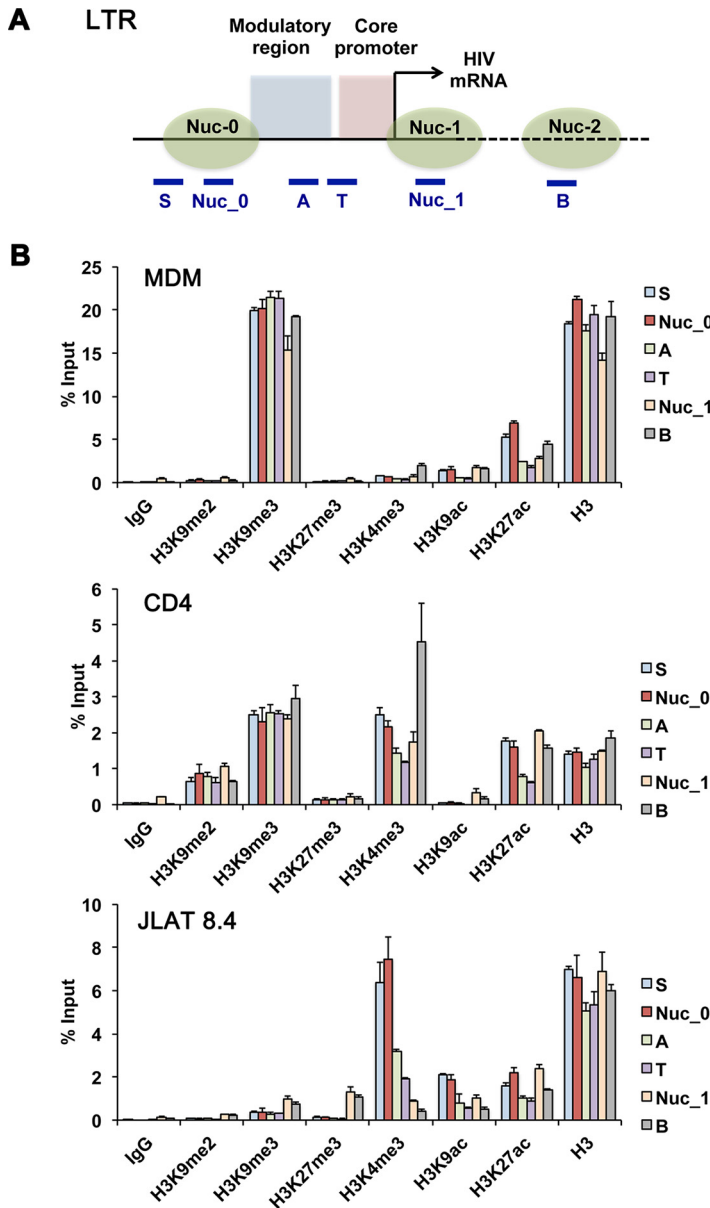 A
LTR
Modulatory
region
Core
promoter
HIV
mRNA
Nuc-0
Nuc-1
Nuc-2
S
Nuc_0
A
T
Nuc_1
B
B
MDM
25
20
15
10
5
0
% Input
IgG
H3K9me2
H3K9me3
H3K27me3
H3K4me3
H3K9ac
H3K27ac
H3
S
Nuc_0
A
T
Nuc_1
B
CD4
6
5
4
3
2
1
0
% Input
IgG
H3K9me2
H3K9me3
H3K27me3
H3K4me3
H3K9ac
H3K27ac
H3
S
Nuc_0
A
T
Nuc_1
B
JLAT 8.4
10
8
6
4
2
0
% Input
IgG
H3K9me2
H3K9me3
H3K27me3
H3K4me3
H3K9ac
H3K27ac
H3
S
Nuc_0
A
T
Nuc_1
B